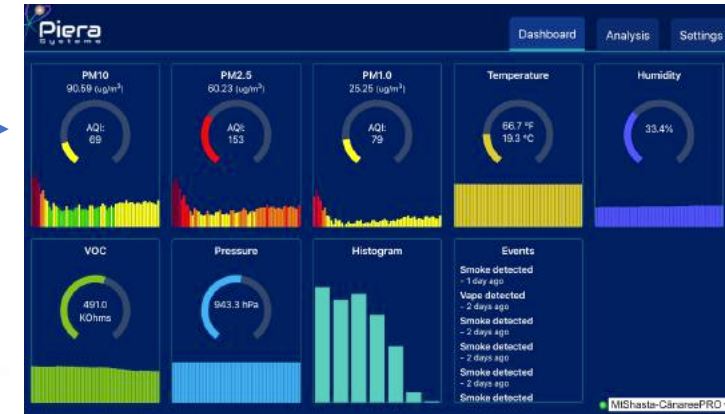 Piera
Systems
Dashboard
Analysis
Settings
PM10
90.59 (ug/m³)
AQI:
69
PM2.5
60.23 (ug/m³)
AQI:
153
PM1.0
25.25 (ug/m³)
AQI:
79
Temperature
66.7 °F
19.3 °C
Humidity
33.4%
VOC
491.0
KOhms
Pressure
943.3 hPa
Histogram
Events
Smoke detected
- 1 day ago
Vape detected
- 2 days ago
Smoke detected
- 2 days ago
Smoke detected
- 2 days ago
Smoke detected
- 2 days ago
Smoke detected
MtShasta-CānareePRO